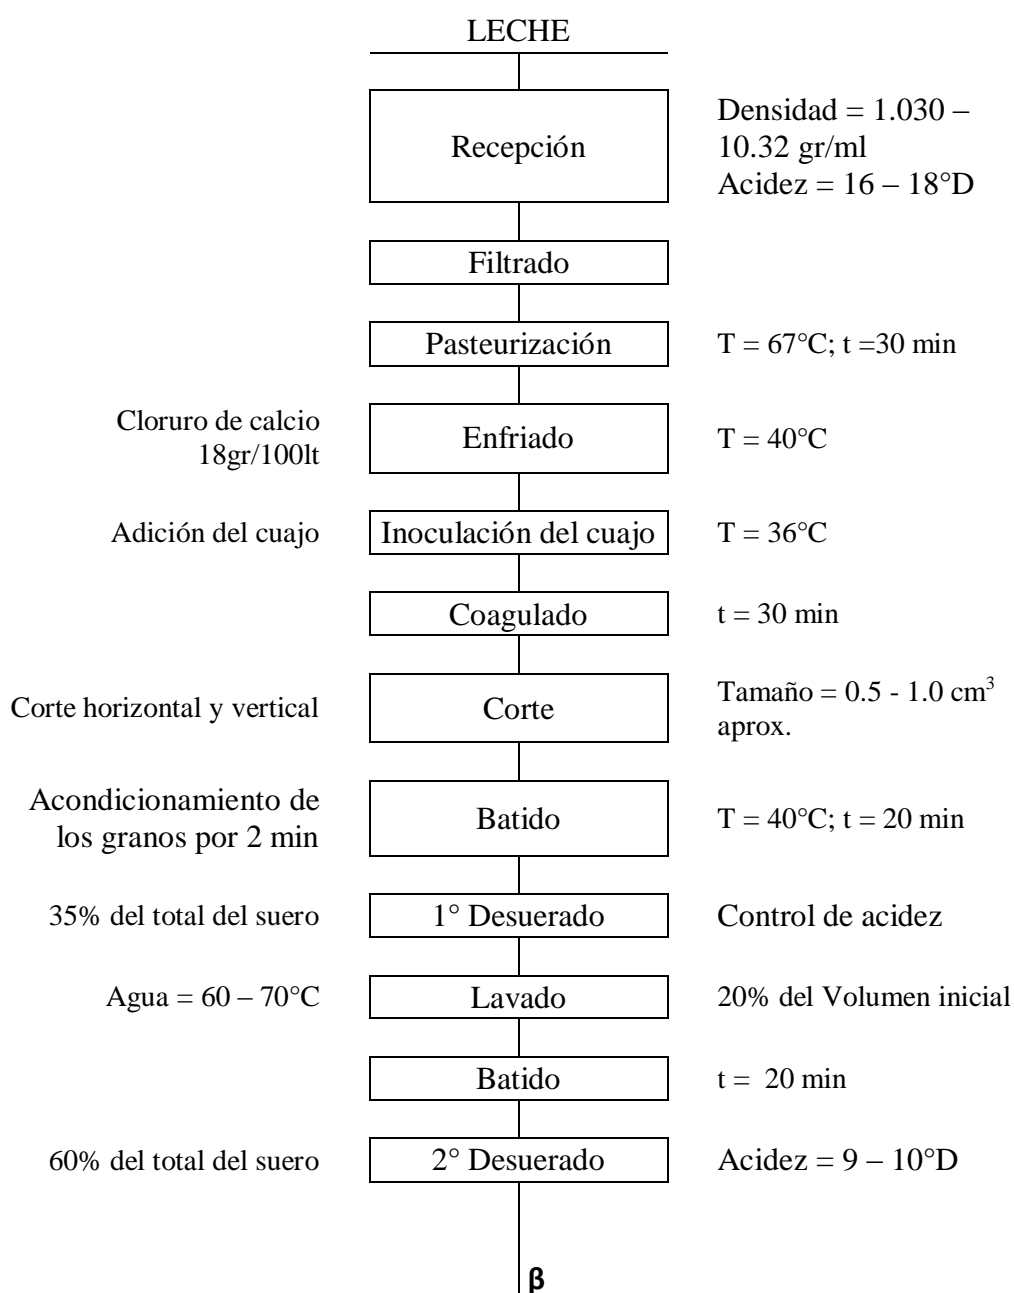 LECHE
Recepción
Densidad = 1.030 –
10.32 gr/ml
Acidez = 16 – 18°D
Filtrado
Pasteurización
T = 67°C; t =30 min
Cloruro de calcio
18gr/100lt
Enfriado
T = 40°C
Adición del cuajo
Inoculación del cuajo
T = 36°C
Coagulado
t = 30 min
Corte horizontal y vertical
Corte
Tamaño = 0.5 - 1.0 cm³
aprox.
Acondicionamiento de
los granos por 2 min
Batido
T = 40°C; t = 20 min
35% del total del suero
1° Desuerado
Control de acidez
Agua = 60 – 70°C
Lavado
20% del Volumen inicial
Batido
t = 20 min
60% del total del suero
2° Desuerado
Acidez = 9 – 10°D
β